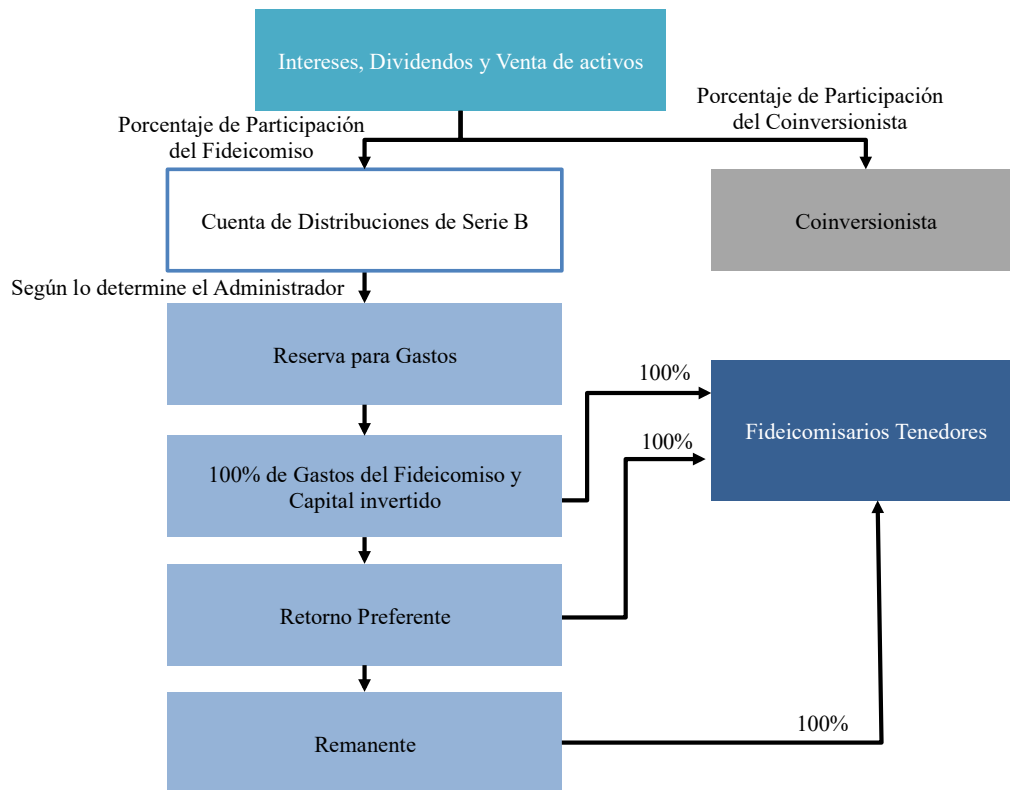 Intereses, Dividendos y Venta de activos
Porcentaje de Participación
del Fideicomiso
Porcentaje de Participación
del Coinversionista
Cuenta de Distribuciones de Serie B
Coinversionista
Según lo determine el Administrador
Reserva para Gastos
100%
Fideicomisarios Tenedores
100%
100% de Gastos del Fideicomiso y
Capital invertido
Retorno Preferente
Remanente
100%